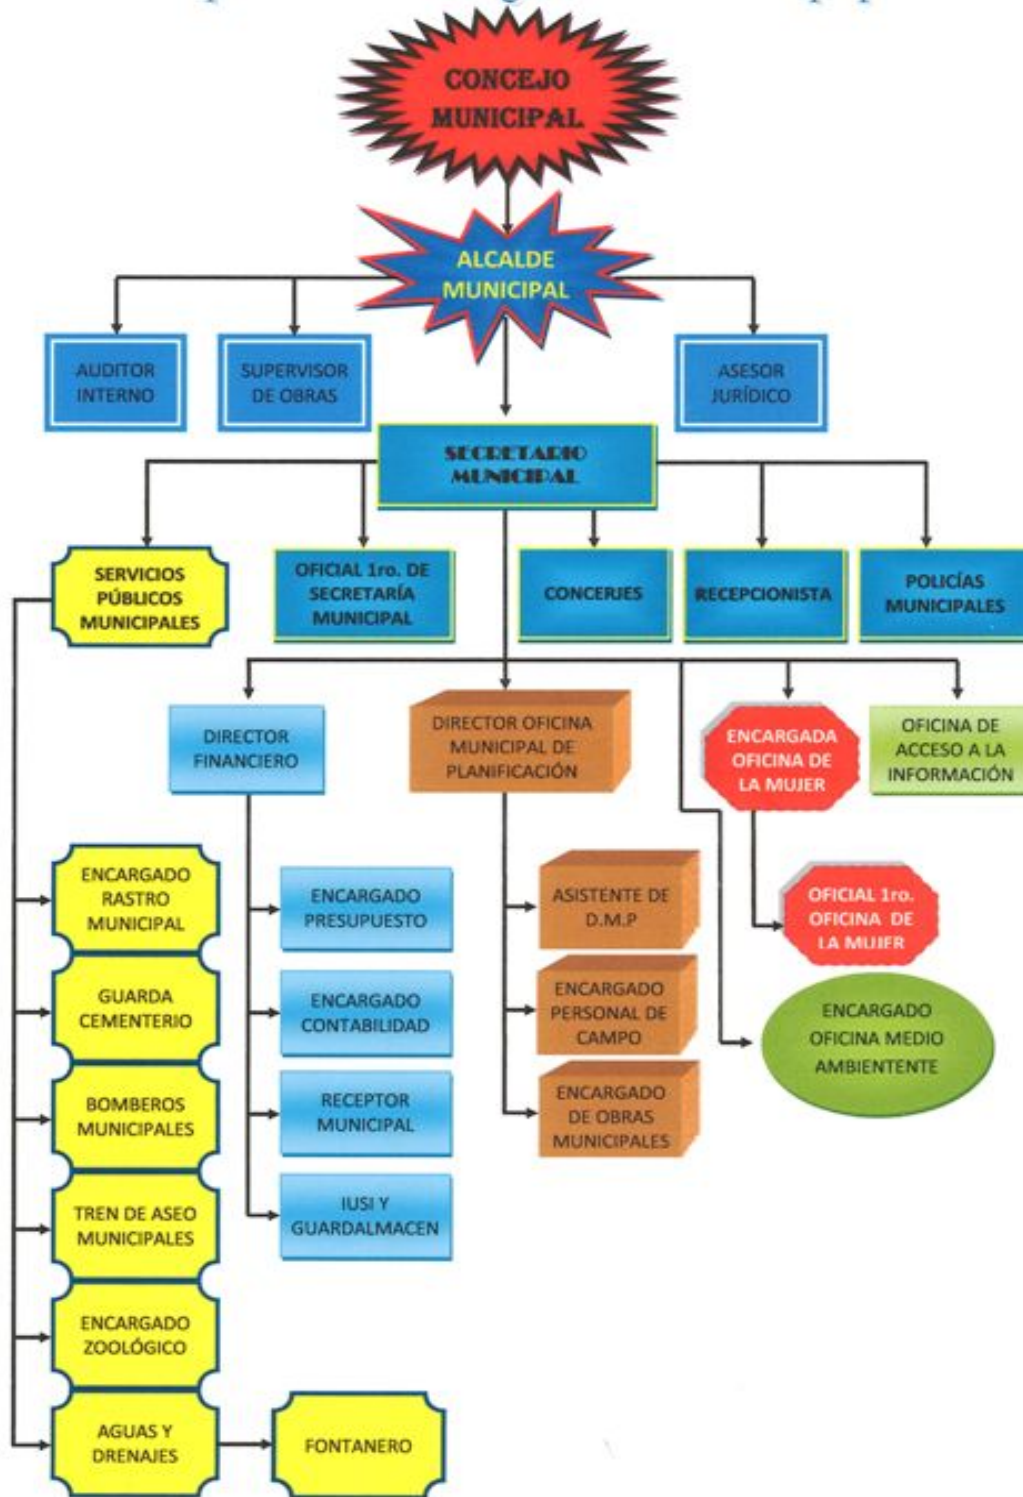 CONCEJO
MUNICIPAL
ALCALDE
MUNICIPAL
AUDITOR
INTERNO
SUPERVISOR
DE OBRAS
ASESOR
JURÍDICO
SECRETARIO
MUNICIPAL
SERVICIOS
PÚBLICOS
MUNICIPALES
OFICIAL 1ro. DE
SECRETARÍA
MUNICIPAL
CONCERJES
RECEPCIONISTA
POLICÍAS
MUNICIPALES
DIRECTOR
FINANCIERO
DIRECTOR OFICINA
MUNICIPAL DE
PLANIFICACIÓN
ENCARGADA
OFICINA DE
LA MUJER
OFICINA DE
ACCESO A LA
INFORMACIÓN
ENCARGADO
RASTRO
MUNICIPAL
ENCARGADO
PRESUPUESTO
ASISTENTE DE
D.M.P
OFICIAL 1ro.
OFICINA DE
LA MUJER
GUARDA
CEMENTERIO
ENCARGADO
CONTABILIDAD
ENCARGADO
PERSONAL DE
CAMPO
ENCARGADO
OFICINA MEDIO
AMBIENTENTE
BOMBEROS
MUNICIPALES
RECEPTOR
MUNICIPAL
ENCARGADO
DE OBRAS
MUNICIPALES
TREN DE ASEO
MUNICIPALES
IUSI Y
GUARDALMACEN
ENCARGADO
ZOOLÓGICO
AGUAS Y
DRENAJES
FONTANERO